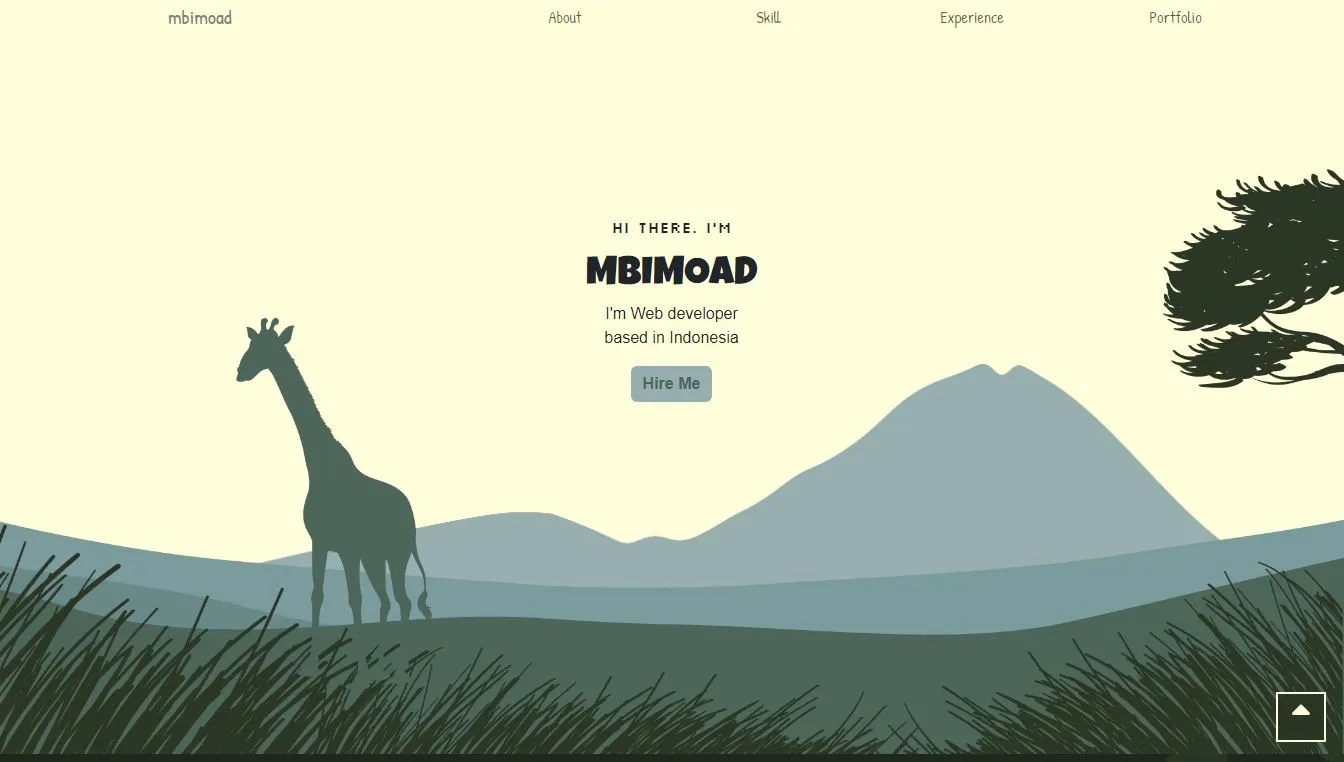 mbimoad
About
Skill
Experience
Portfolio
HI THERE. I'M
MBIMOAD
I'm Web developer
based in Indonesia
Hire Me